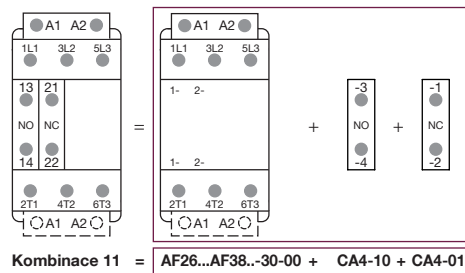 A1 A2 A1 A2
1L1 3L2 5L3 1L1 3L2 5L3
13 21 1- 2- -3 -1
NO NC = + NO + NC
14 22 1- 2- -4 -2
2T1 4T2 6T3 2T1 4T2 6T3
A1 A2 A1 A2
Kombinace 11 = AF26...AF38..-30-00 + CA4-10 + CA4-01